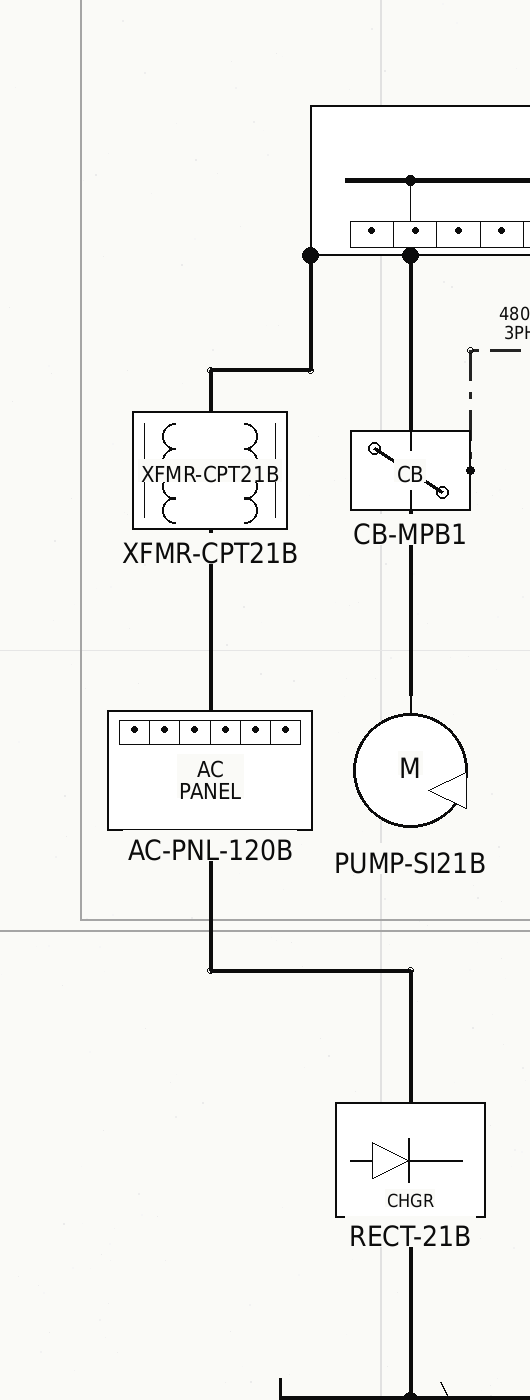 480
3PH
XFMR-CPT21B
CB
XFMR-CPT21B
CB-MPB1
AC
PANEL
M
AC-PNL-120B
PUMP-SI21B
CHGR
RECT-21B